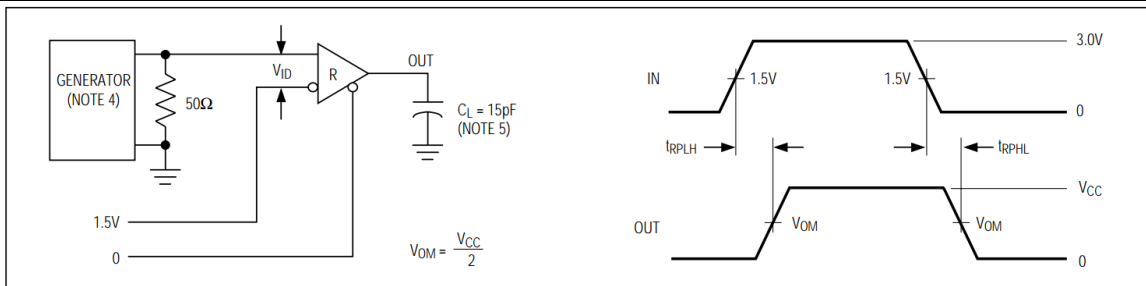 GENERATOR
(NOTE 4)
50Ω
VID
R
OUT
CL = 15pF
(NOTE 5)
1.5V
0
VOM = VCC
2
IN
1.5V
1.5V
3.0V
0
tRPLH
tRPHL
OUT
VOM
VOM
VCC
0